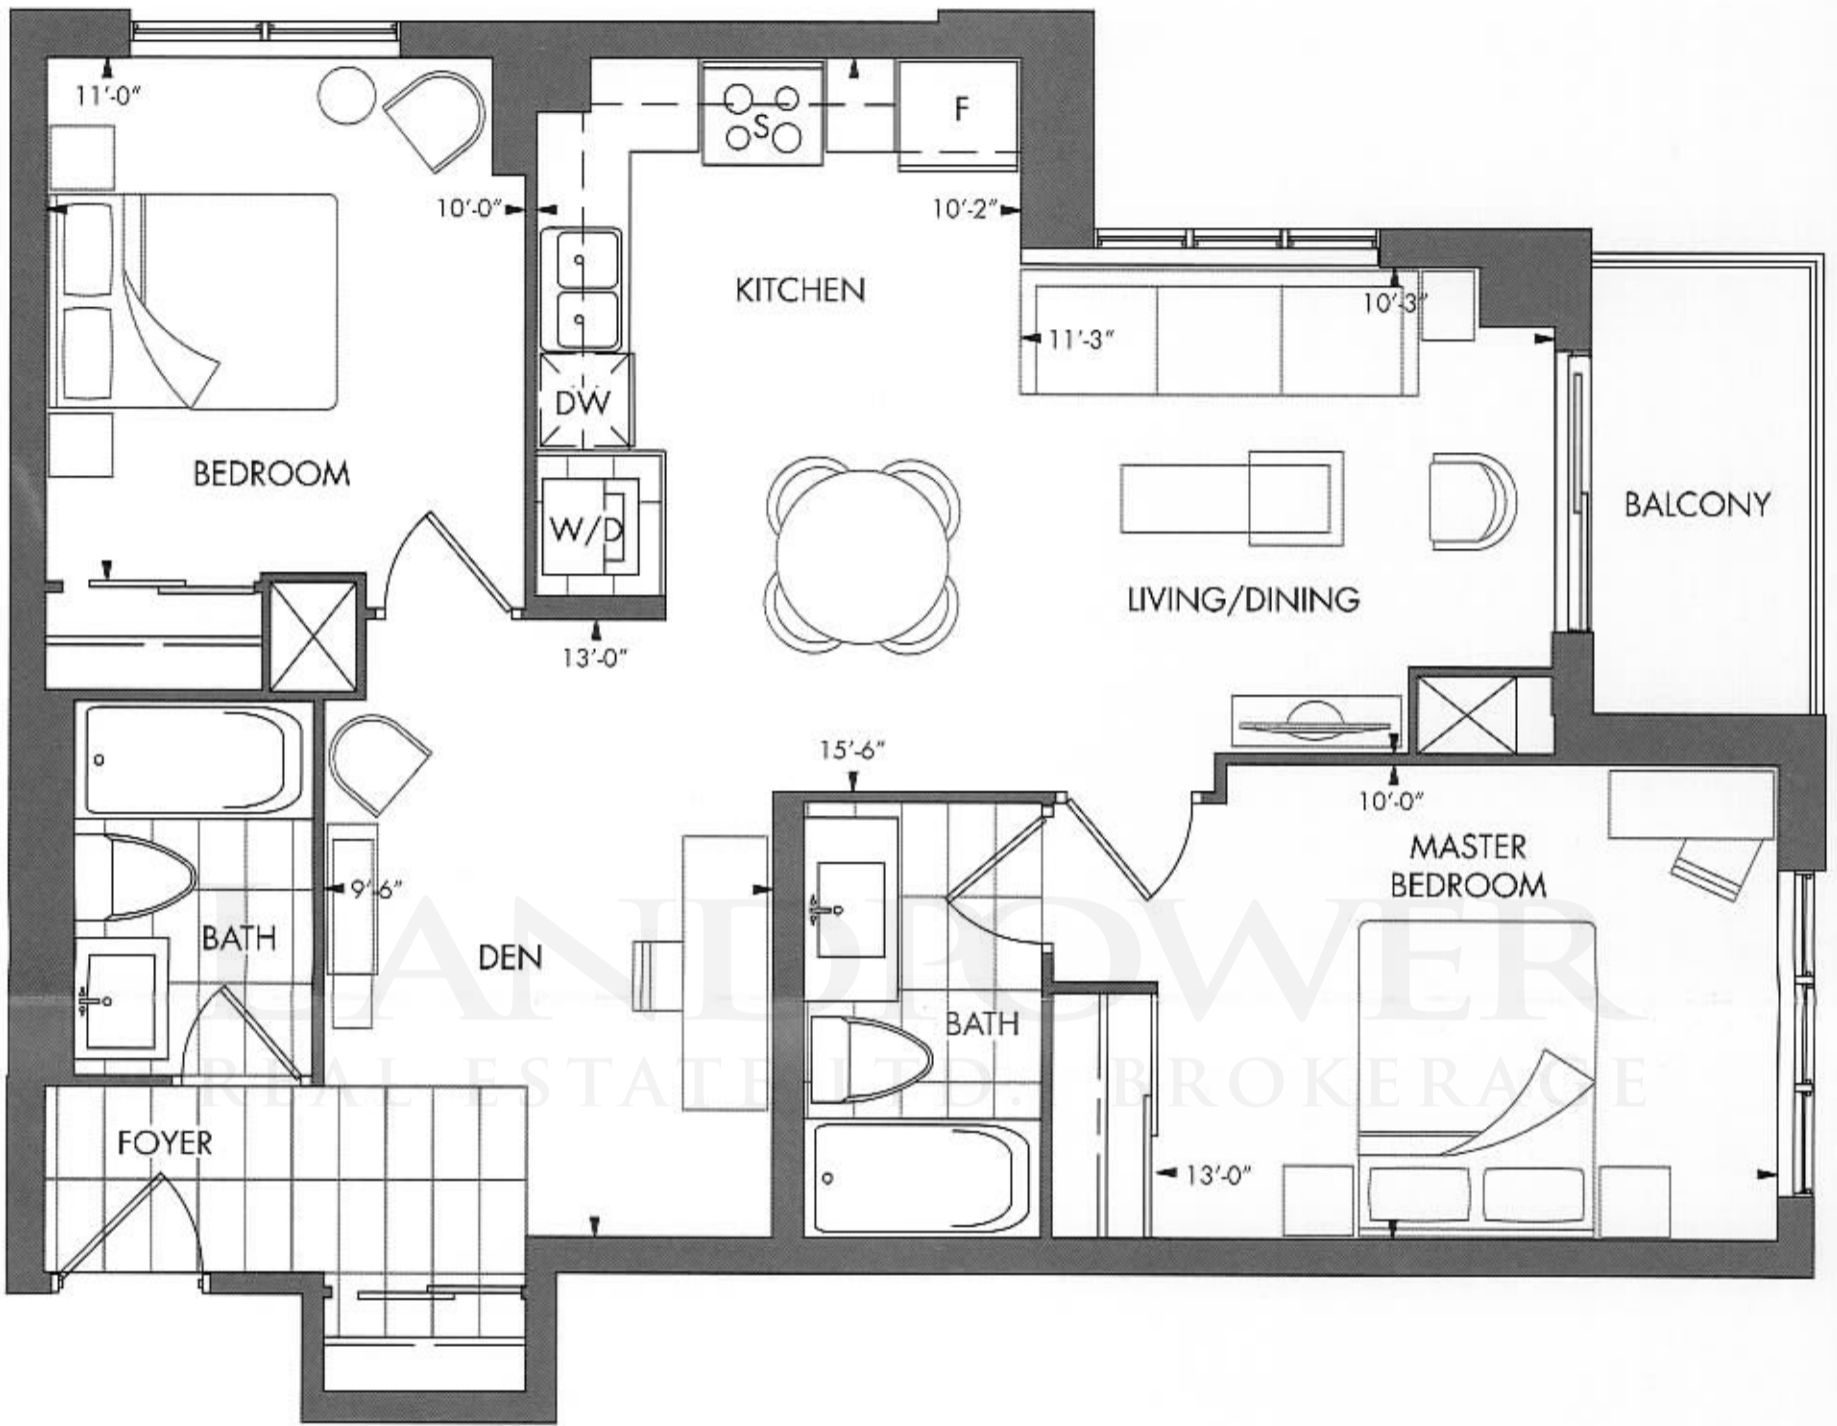 11'-0"
S
F
10'-0"
10'-2"
KITCHEN
10'-3"
11'-3"
DW
BEDROOM
BALCONY
W/D
LIVING/DINING
13'-0"
15'-6"
10'-0"
MASTER
BEDROOM
9'-6"
BATH
DEN
LANDPOWER
BATH
REAL ESTATE LTD. BROKERAGE
FOYER
13'-0"